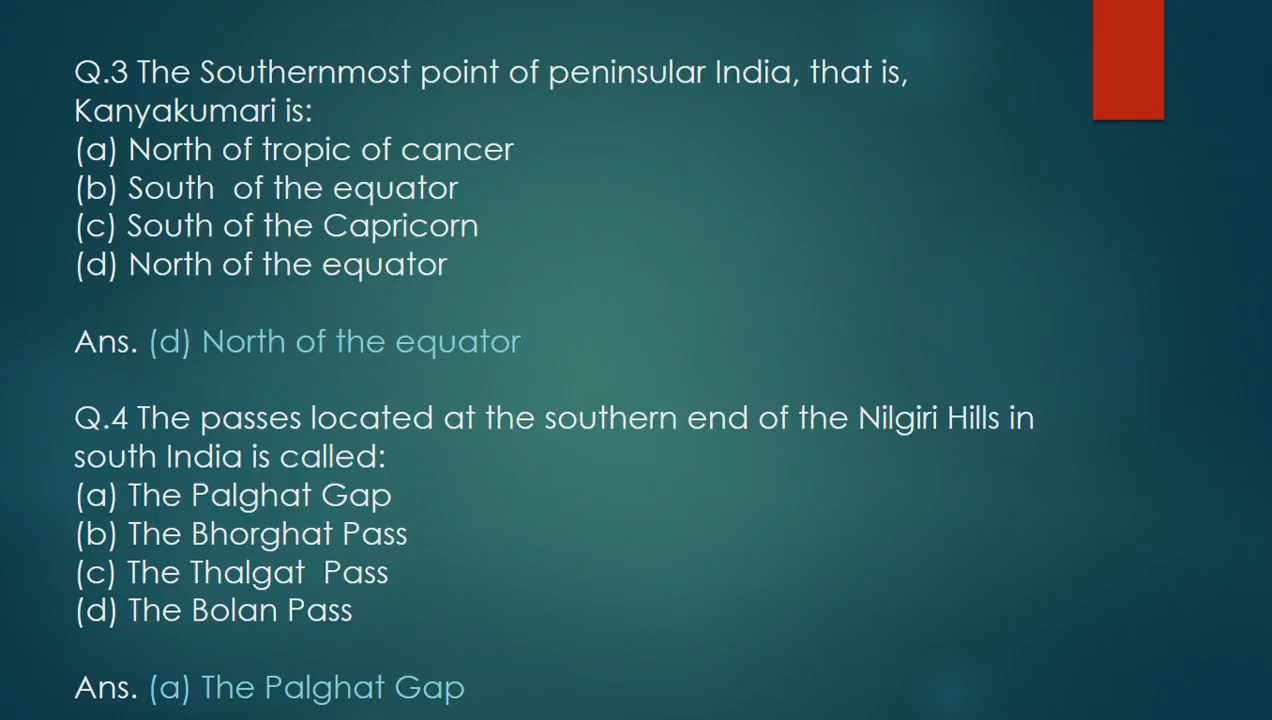 Q.3 The Southernmost point of peninsular India, that is,
Kanyakumari is:
(a) North of tropic of cancer
(b) South  of the equator
(c) South of the Capricorn
(d) North of the equator
Ans. (d) North of the equator
Q.4 The passes located at the southern end of the Nilgiri Hills in
south India is called:
(a) The Palghat Gap
(b) The Bhorghat Pass
(c) The Thalgat  Pass
(d) The Bolan Pass
Ans. (a) The Palghat Gap